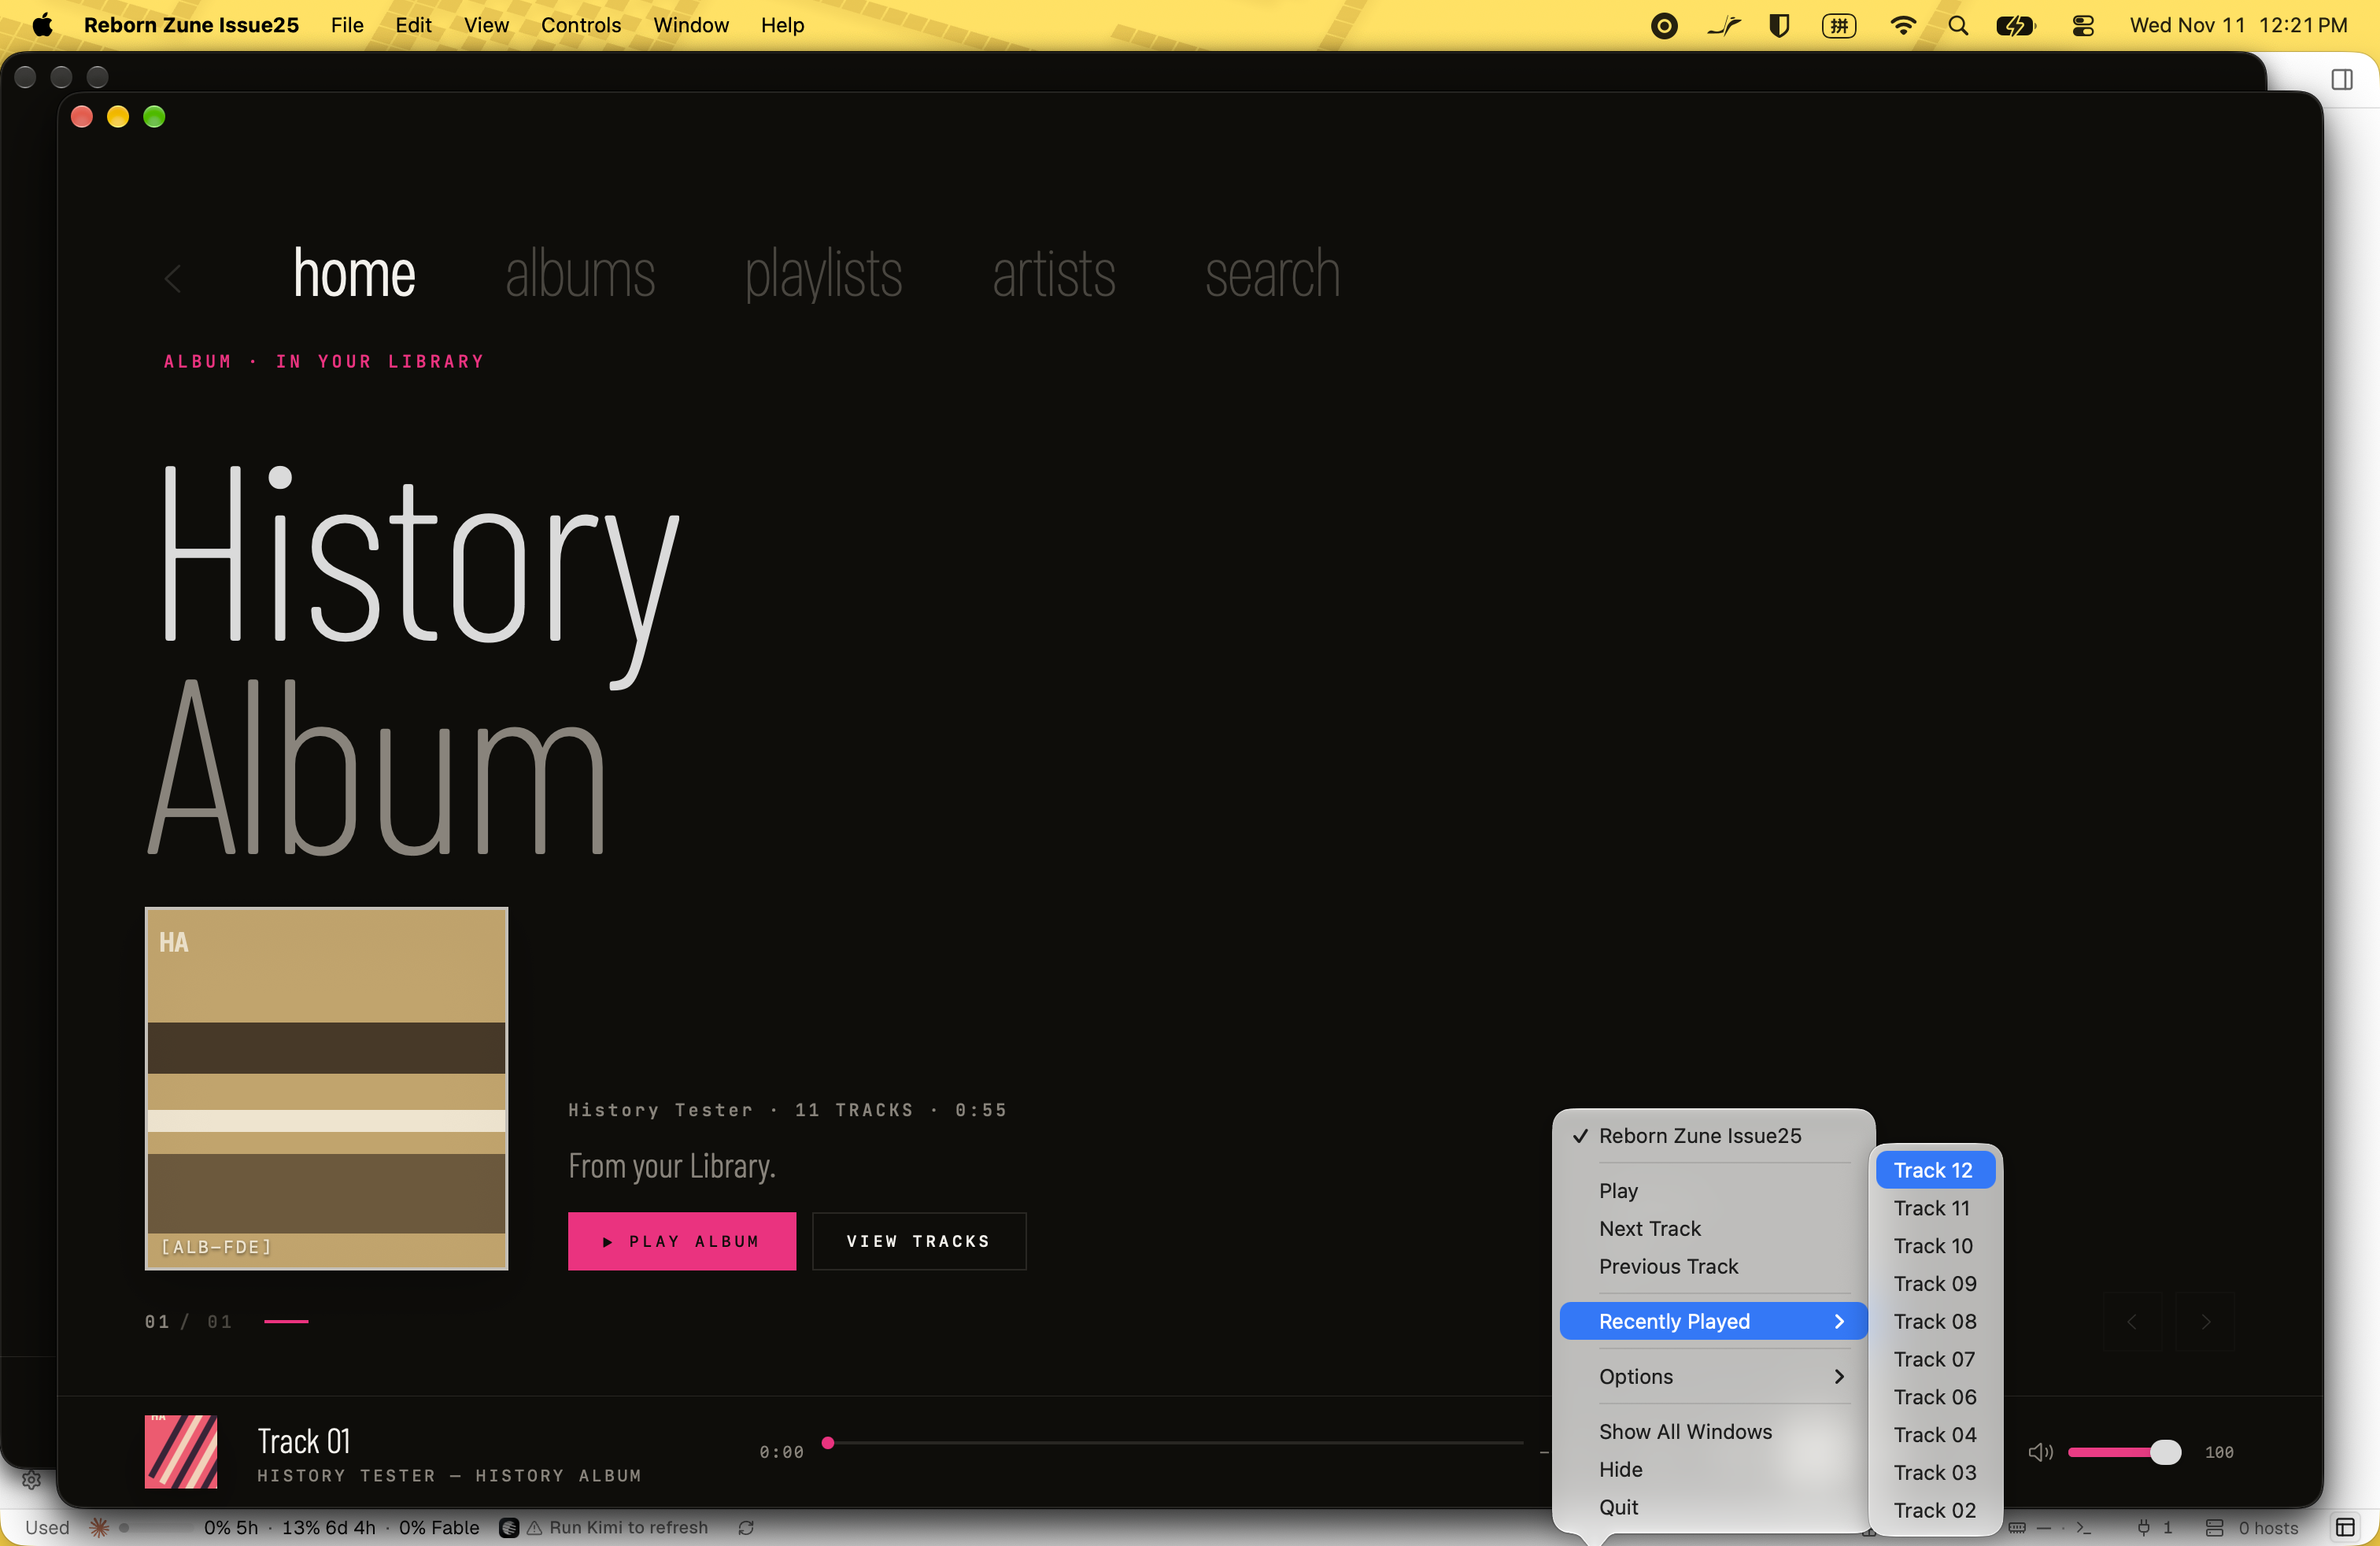 Reborn Zune Issue25 File Edit View Controls Window Help 拼 Wed Nov 11 12:21 PM
home albums playlists artists search
ALBUM · IN YOUR LIBRARY
History
Album
HA
[ALB-FDE]
History Tester · 11 TRACKS · 0:55
From your Library.
PLAY ALBUM VIEW TRACKS
01 / 01
Track 01
HISTORY TESTER — HISTORY ALBUM
0:00
100
Reborn Zune Issue25
Play
Next Track
Previous Track
Recently Played
Options
Show All Windows
Hide
Quit
Track 12
Track 11
Track 10
Track 09
Track 08
Track 07
Track 06
Track 04
Track 03
Track 02
Used 0% 5h · 13% 6d 4h · 0% Fable Run Kimi to refresh — · 1 0 hosts